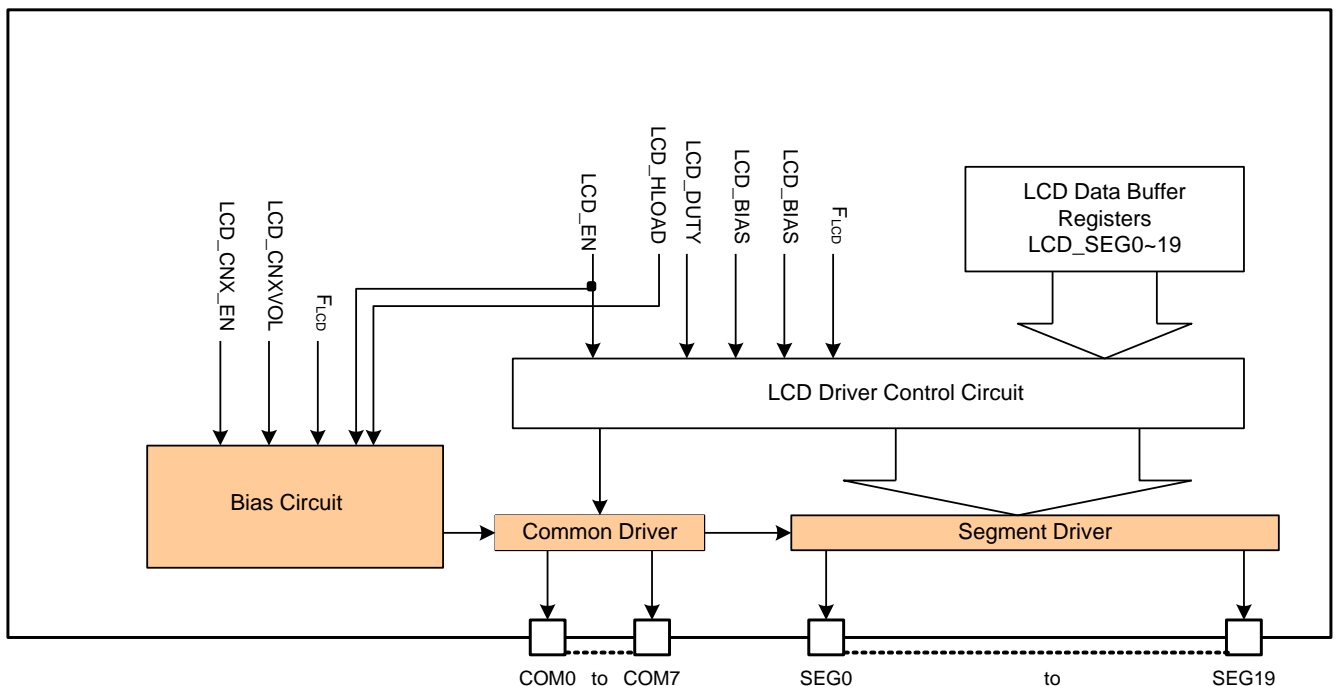 LCD_CNX_EN
LCD_CNXVOL
FLCD
LCD_EN
LCD_HLOAD
LCD_DUTY
LCD_BIAS
LCD_BIAS
FLCD
LCD Data Buffer
Registers
LCD_SEG0~19
LCD Driver Control Circuit
Bias Circuit
Common Driver
Segment Driver
COM0 to COM7
SEG0 to SEG19